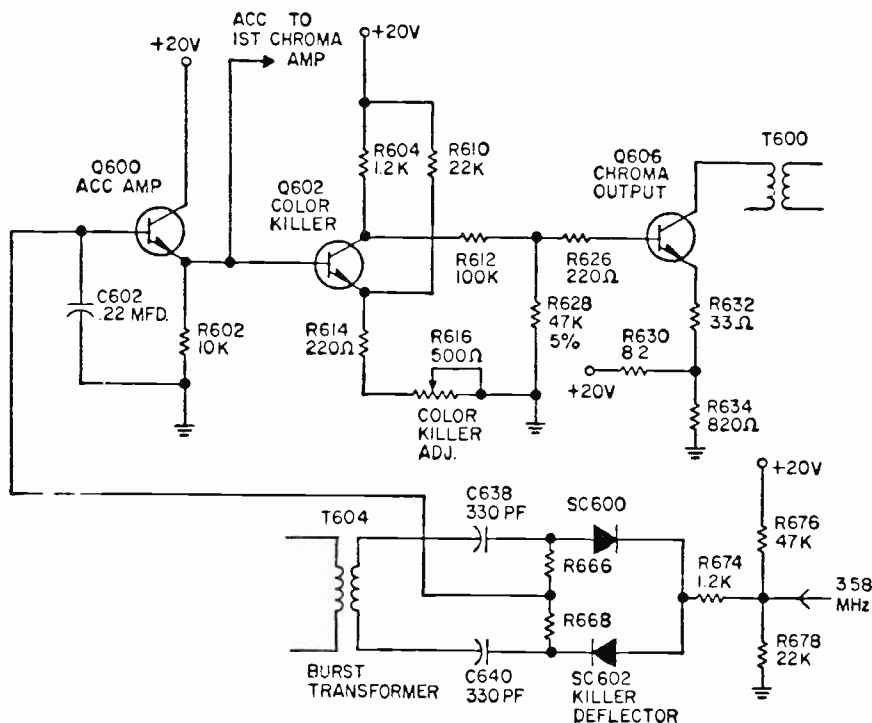 ACC TO
1ST CHROMA
AMP
+20V
+20V
Q600
ACC AMP
Q602
COLOR
KILLER
R604
1.2K
R610
22K
Q606
CHROMA
OUTPUT
T600
C602
.22 MFD.
R602
10K
R614
220Ω
R616
500Ω
COLOR
KILLER
ADJ.
R612
100K
R626
220Ω
R628
47K
5%
R632
33Ω
R630
82
+20V
R634
820Ω
T604
BURST
TRANSFORMER
C638
330 PF
SC600
R666
R668
C640
330 PF
SC602
KILLER
DEFLECTOR
+20V
R676
47K
R674
1.2K
3.58
MHz
R678
22K